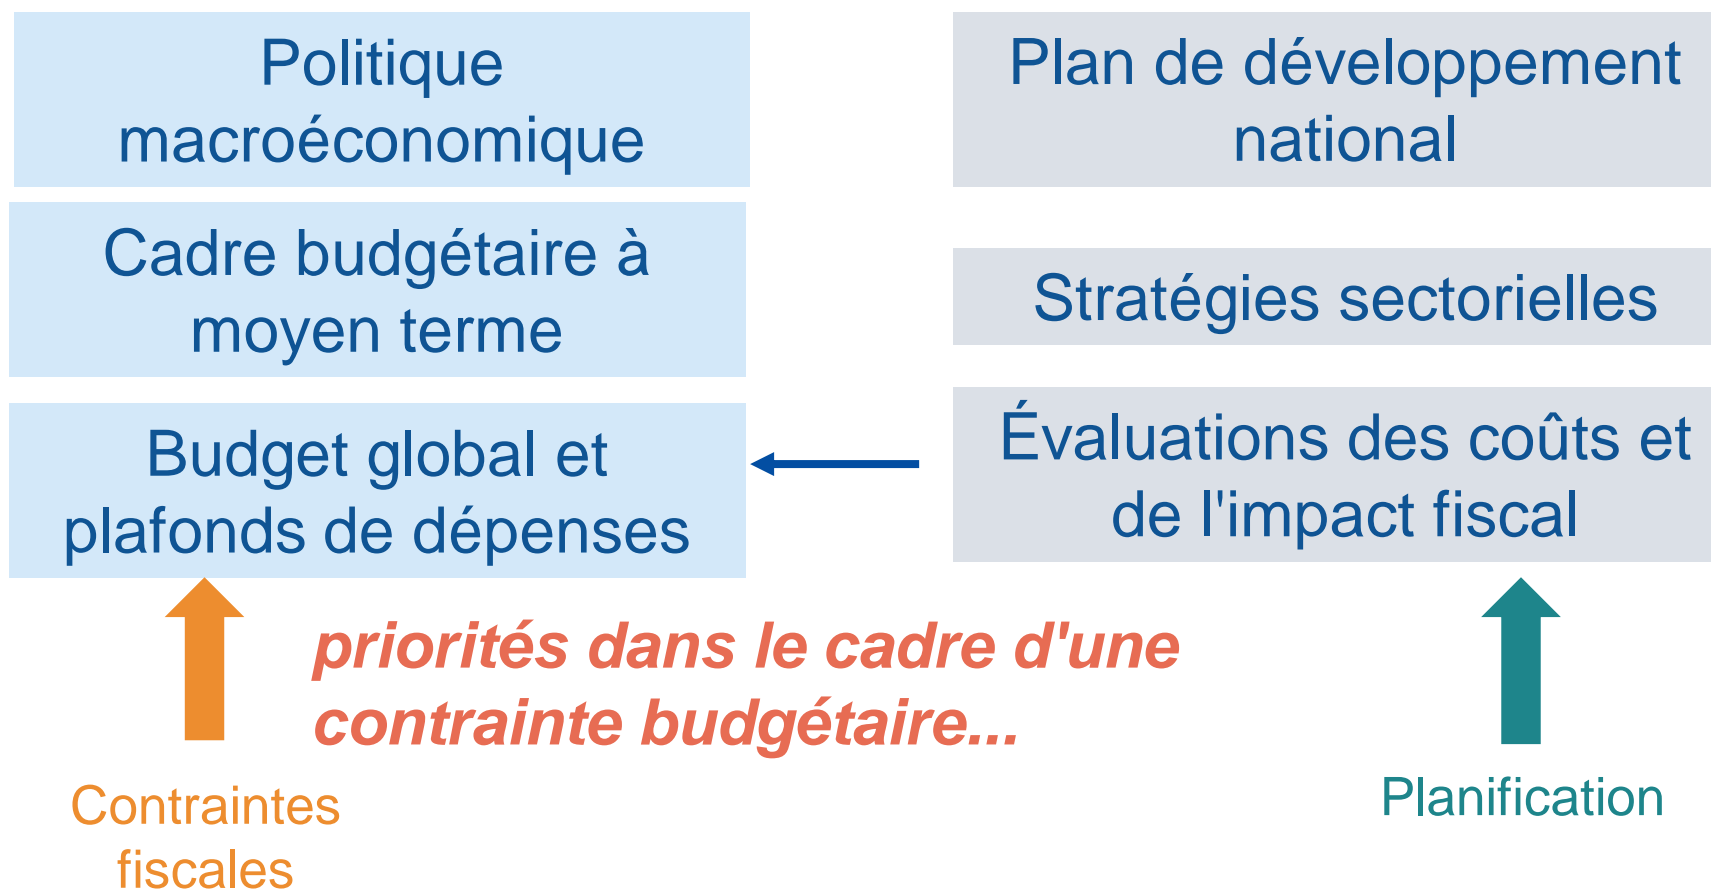 Politique
macroéconomique
Cadre budgétaire à
moyen terme
Budget global et
plafonds de dépenses
Plan de développement
national
Stratégies sectorielles
Évaluations des coûts et
de l'impact fiscal
priorités dans le cadre d'une
contrainte budgétaire...
Contraintes
fiscales
Planification